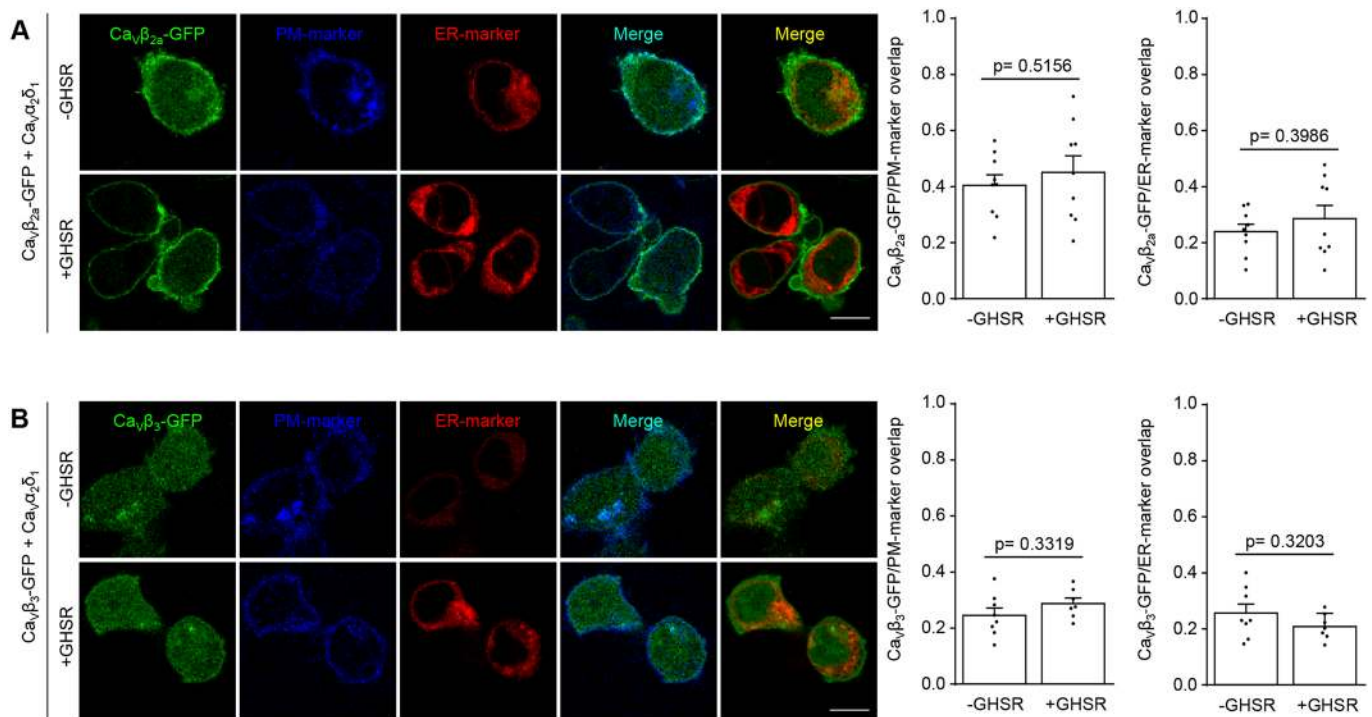 A
Caᵥβ₂ₐ-GFP + Caᵥα₂δ₁
Caᵥβ₂ₐ-GFP PM-marker ER-marker Merge Merge
-GHSR
+GHSR
Caᵥβ₂ₐ-GFP/PM-marker overlap
1.0
0.8
0.6
0.4
0.2
0.0
p= 0.5156
-GHSR +GHSR
Caᵥβ₂ₐ-GFP/ER-marker overlap
1.0
0.8
0.6
0.4
0.2
0.0
p= 0.3986
-GHSR +GHSR
B
Caᵥβ₃-GFP + Caᵥα₂δ₁
Caᵥβ₃-GFP PM-marker ER-marker Merge Merge
-GHSR
+GHSR
Caᵥβ₃-GFP/PM-marker overlap
1.0
0.8
0.6
0.4
0.2
0.0
p= 0.3319
-GHSR +GHSR
Caᵥβ₃-GFP/ER-marker overlap
1.0
0.8
0.6
0.4
0.2
0.0
p= 0.3203
-GHSR +GHSR